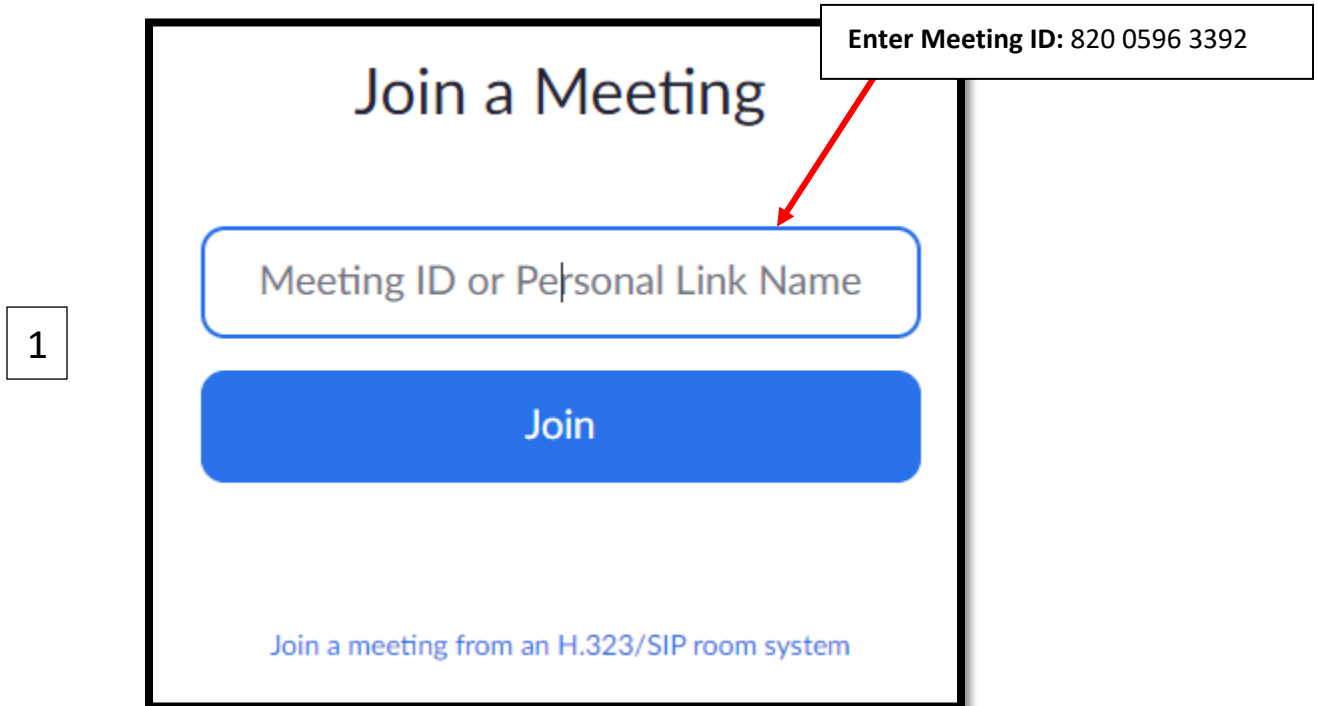 Enter Meeting ID: 820 0596 3392
Join a Meeting
Meeting ID or Personal Link Name
1
Join
Join a meeting from an H.323/SIP room system